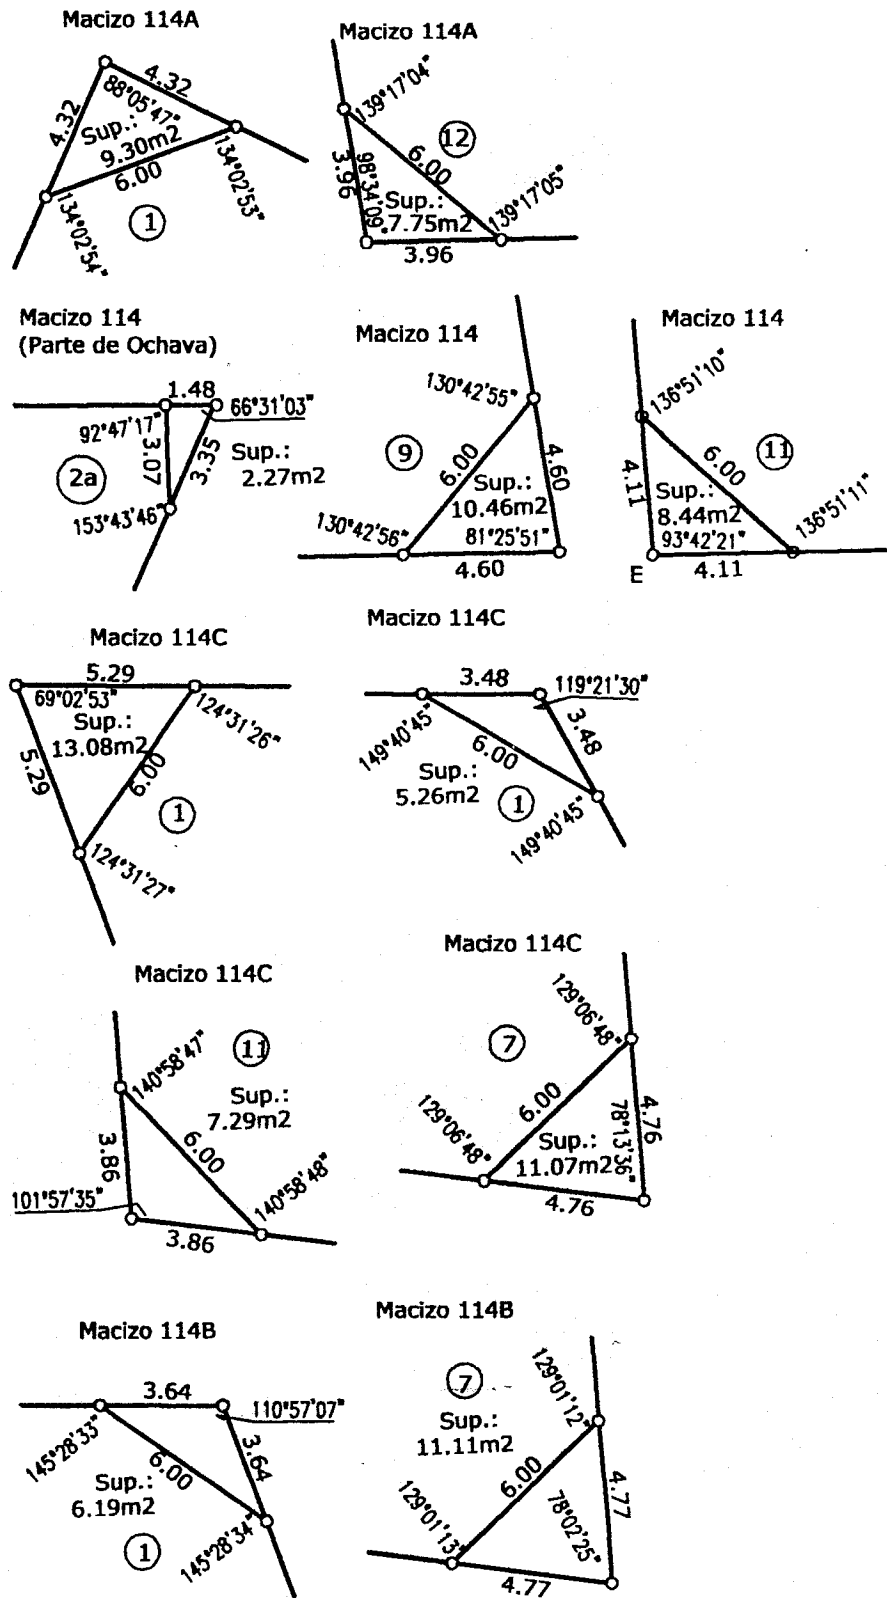 Macizo 114A
4.32
88°05'47"
4.32
Sup.:
9.30m2
6.00
134°02'53"
134°02'54"
1
Macizo 114A
139°17'04"
12
6.00
3.96
98°34'09"
Sup.:
7.75m2
139°17'05"
3.96
Macizo 114
(Parte de Ochava)
1.48
66°31'03"
92°47'17"
3.07
3.35
Sup.:
2.27m2
2a
153°43'46"
Macizo 114
130°42'55"
9
6.00
4.60
Sup.:
10.46m2
130°42'56"
81°25'51"
4.60
Macizo 114
136°51'10"
6.00
11
4.11
Sup.:
8.44m2
93°42'21"
136°51'11"
E
4.11
Macizo 114C
5.29
69°02'53"
124°31'26"
Sup.:
13.08m2
5.29
6.00
1
124°31'27"
Macizo 114C
3.48
119°21'30"
149°40'45"
3.48
6.00
Sup.:
5.26m2
1
149°40'45"
Macizo 114C
140°58'47"
11
Sup.:
7.29m2
3.86
6.00
101°57'35"
140°58'48"
3.86
Macizo 114C
129°06'48"
7
6.00
4.76
129°06'48"
78°13'36"
Sup.:
11.07m2
4.76
Macizo 114B
3.64
110°57'07"
145°28'33"
3.64
6.00
Sup.:
6.19m2
145°28'34"
1
Macizo 114B
129°01'12"
7
Sup.:
11.11m2
6.00
4.77
129°01'13"
78°02'25"
4.77